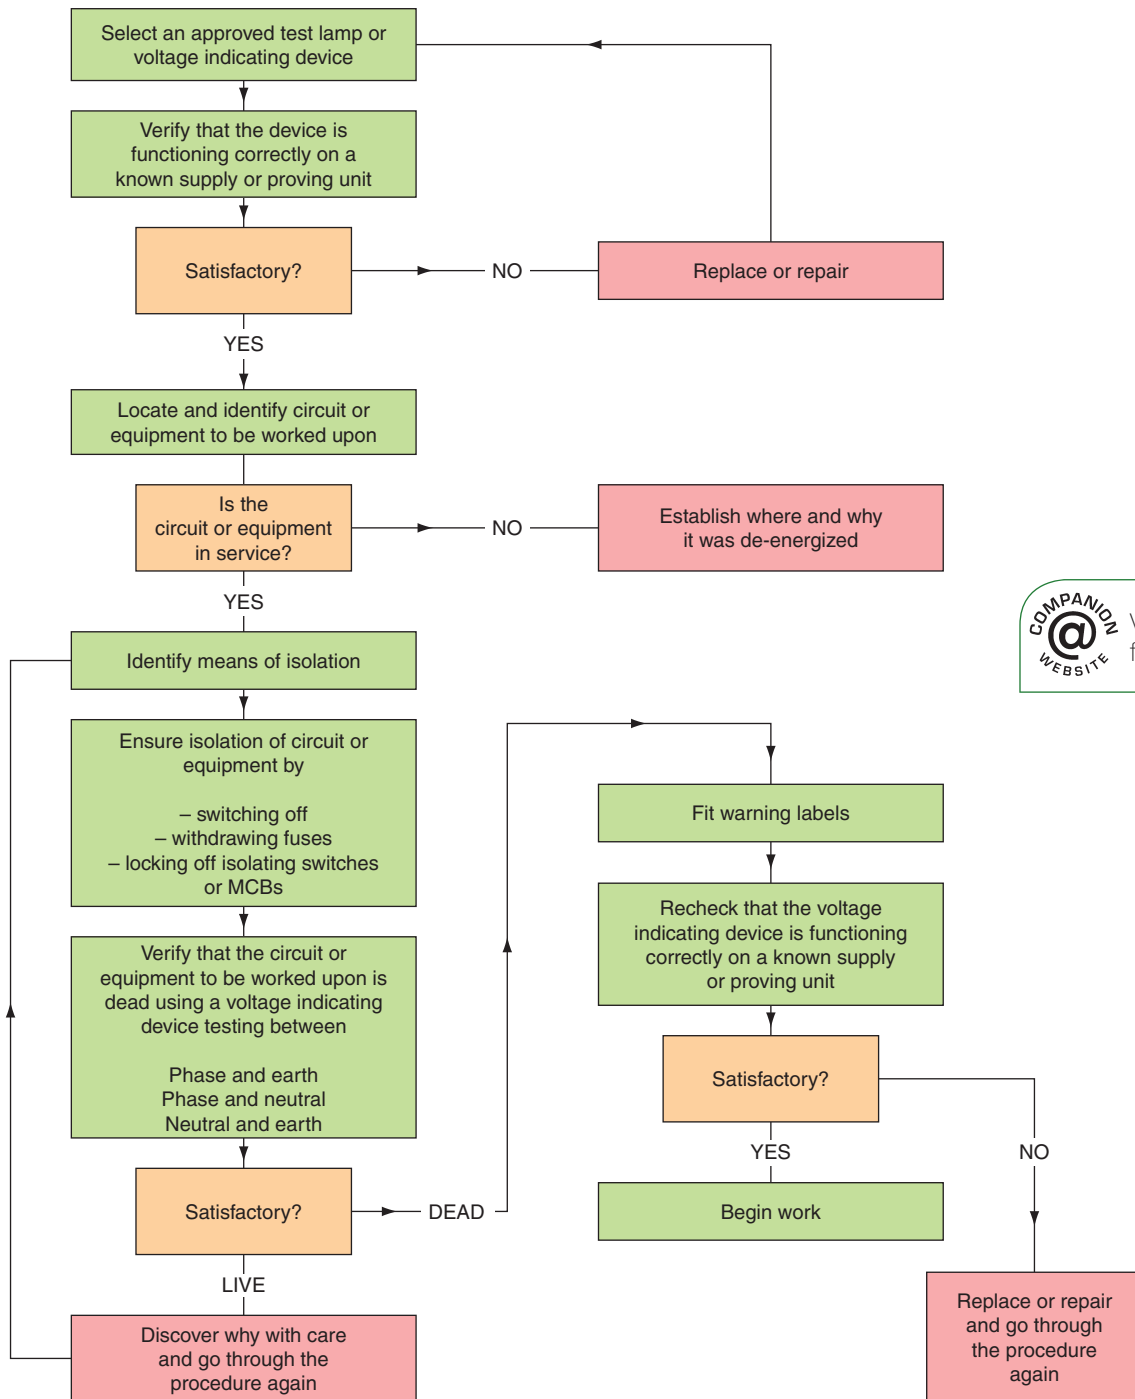 Select an approved test lamp or
voltage indicating device
Verify that the device is
functioning correctly on a
known supply or proving unit
Satisfactory?
NO
Replace or repair
YES
Locate and identify circuit or
equipment to be worked upon
Is the
circuit or equipment
in service?
NO
Establish where and why
it was de-energized
YES
Identify means of isolation
Ensure isolation of circuit or
equipment by
– switching off
– withdrawing fuses
– locking off isolating switches
or MCBs
Verify that the circuit or
equipment to be worked upon is
dead using a voltage indicating
device testing between
Phase and earth
Phase and neutral
Neutral and earth
Satisfactory?
DEAD
LIVE
Discover why with care
and go through the
procedure again
Fit warning labels
Recheck that the voltage
indicating device is functioning
correctly on a known supply
or proving unit
Satisfactory?
YES
NO
Begin work
Replace or repair
and go through
the procedure
again
COMPANION
@
WEBSITE